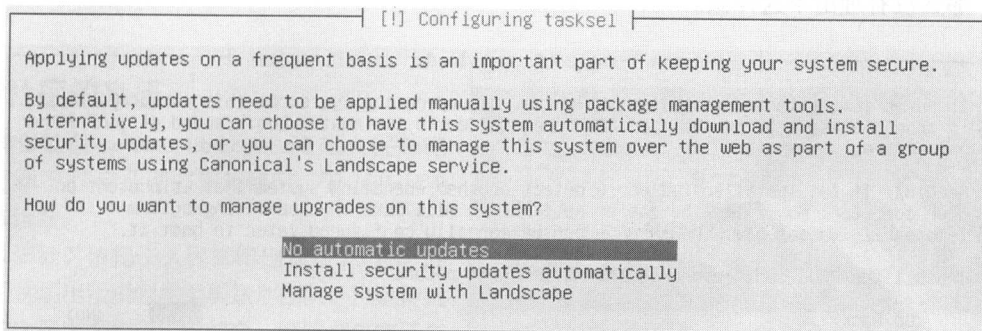 [!] Configuring tasksel
Applying updates on a frequent basis is an important part of keeping your system secure.
By default, updates need to be applied manually using package management tools.
Alternatively, you can choose to have this system automatically download and install
security updates, or you can choose to manage this system over the web as part of a group
of systems using Canonical's Landscape service.
How do you want to manage upgrades on this system?
No automatic updates
Install security updates automatically
Manage system with Landscape